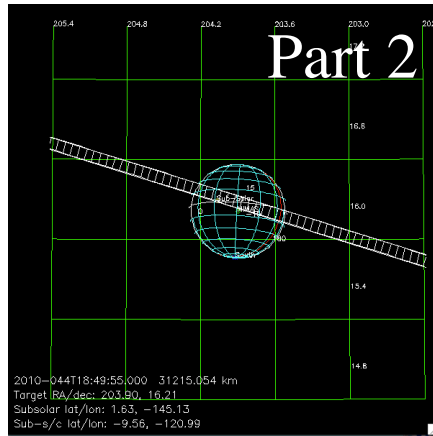 205.4 204.8 204.2 203.6 203.0
Part 2
16.6
15
16.0
15.4
14.8
2010-044T18:49:55.000 31215.054 km
Target RA/dec: 203.90, 16.21
Subsolar lat/lon: 1.63, -145.13
Sub-s/c lat/lon: -9.56, -120.99